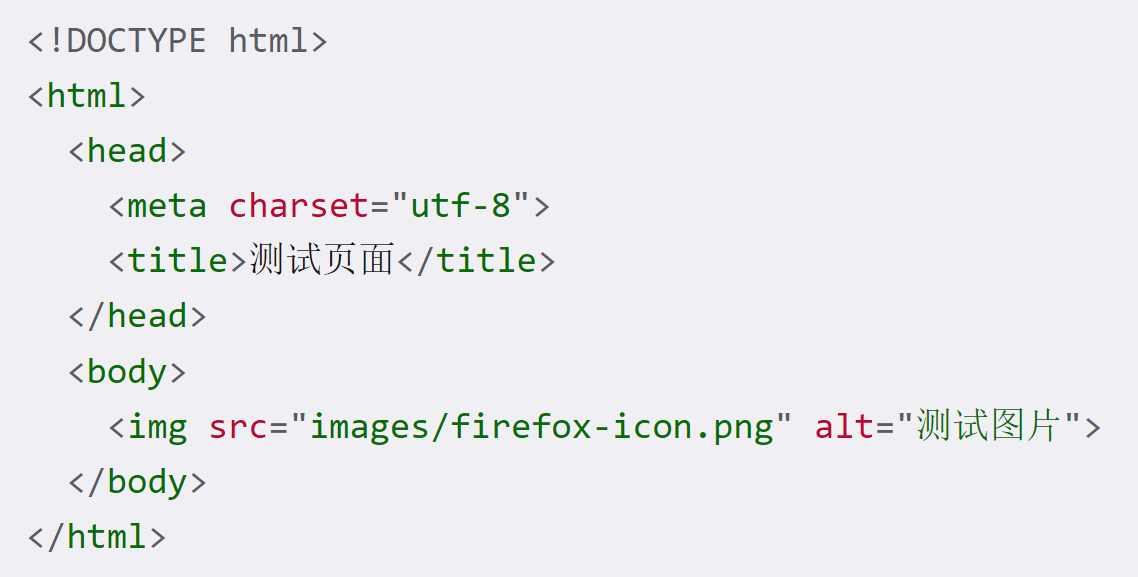 <!DOCTYPE html>
<html>
  <head>
    <meta charset="utf-8">
    <title>测试页面</title>
  </head>
  <body>
    <img src="images/firefox-icon.png" alt="测试图片">
  </body>
</html>